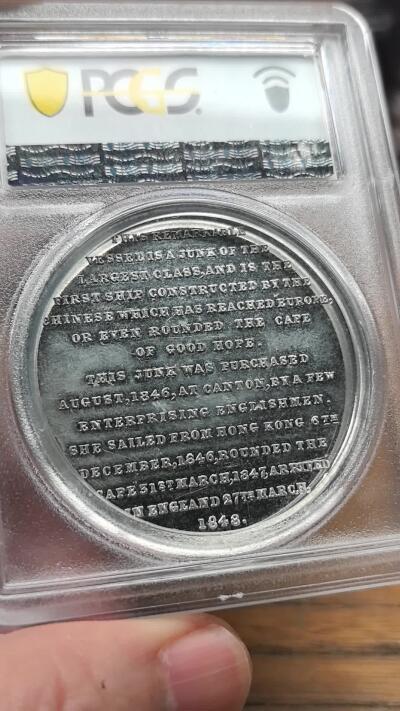 PCGS
THIS REMARKABLE
VESSEL IS A JUNK OF THE
LARGEST CLASS, AND IS THE
FIRST SHIP CONSTRUCTED BY THE
CHINESE WHICH HAS REACHED EUROPE,
OR EVEN ROUNDED THE CAPE
OF GOOD HOPE.
THIS JUNK WAS PURCHASED
AUGUST, 1846, AT CANTON, BY A FEW
ENTERPRISING ENGLISHMEN.
SHE SAILED FROM HONG KONG 6TH
DECEMBER, 1846, ROUNDED THE
CAPE 31ST MARCH, 1847, ARRIVED
IN ENGLAND 27TH MARCH,
1848.